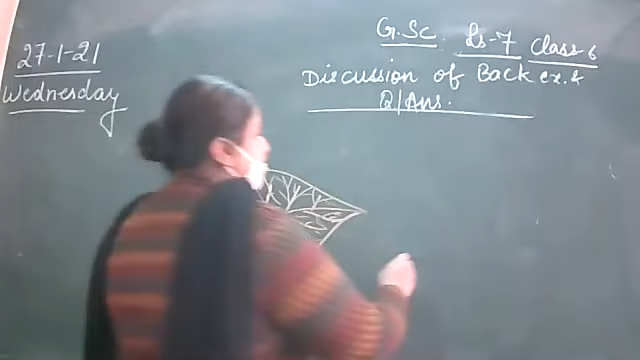 27-1-21
Wednesday
G.Sc. Ls-7 Class-6
Discussion of Back ex. &
Q/Ans.